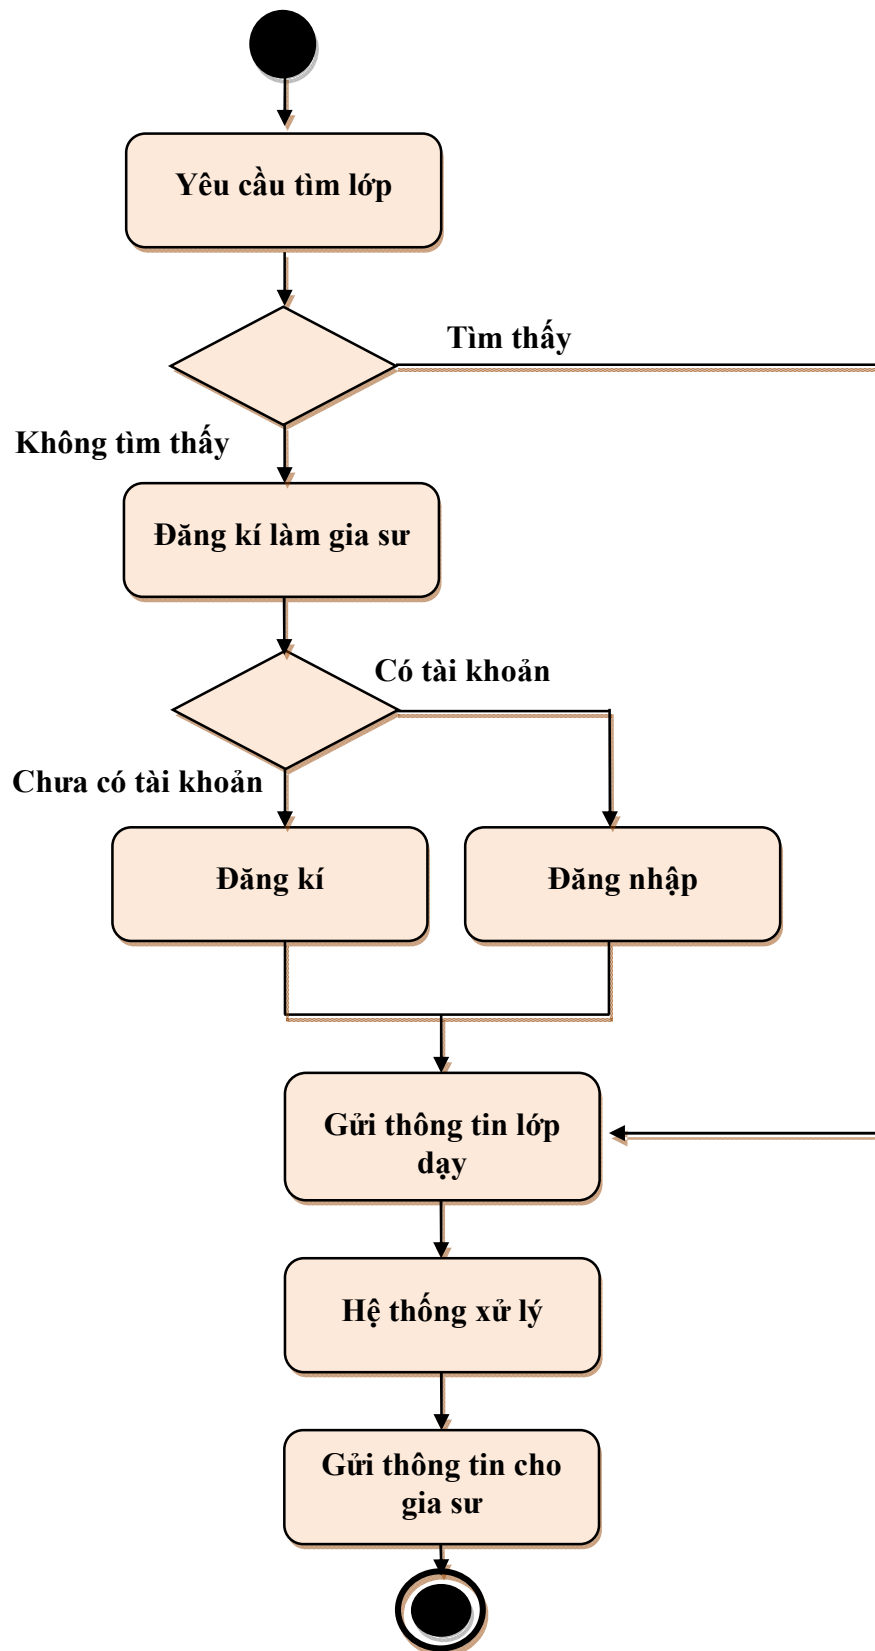 Yêu cầu tìm lớp
Tìm thấy
Không tìm thấy
Đăng kí làm gia sư
Có tài khoản
Chưa có tài khoản
Đăng kí
Đăng nhập
Gửi thông tin lớp
dạy
Hệ thống xử lý
Gửi thông tin cho
gia sư